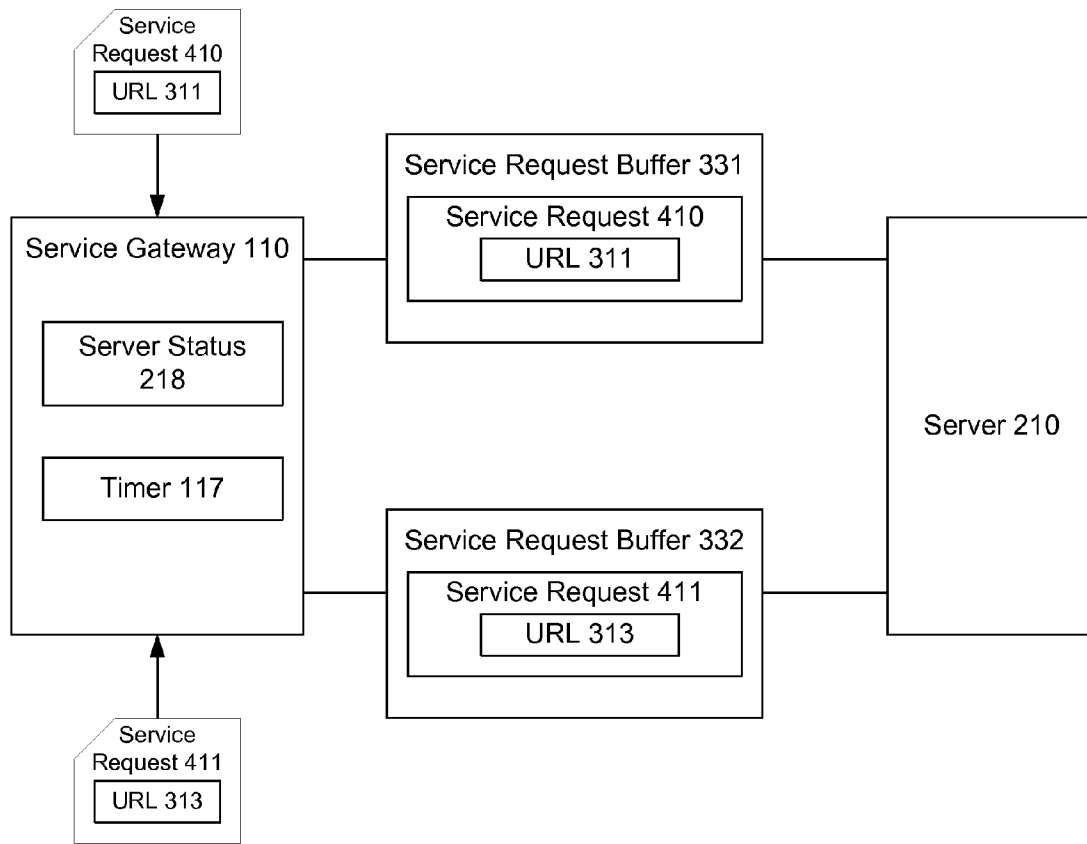 Service
Request 410
URL 311
Service Gateway 110
Server Status
218
Timer 117
Service Request Buffer 331
Service Request 410
URL 311
Service Request Buffer 332
Service Request 411
URL 313
Server 210
Service
Request 411
URL 313